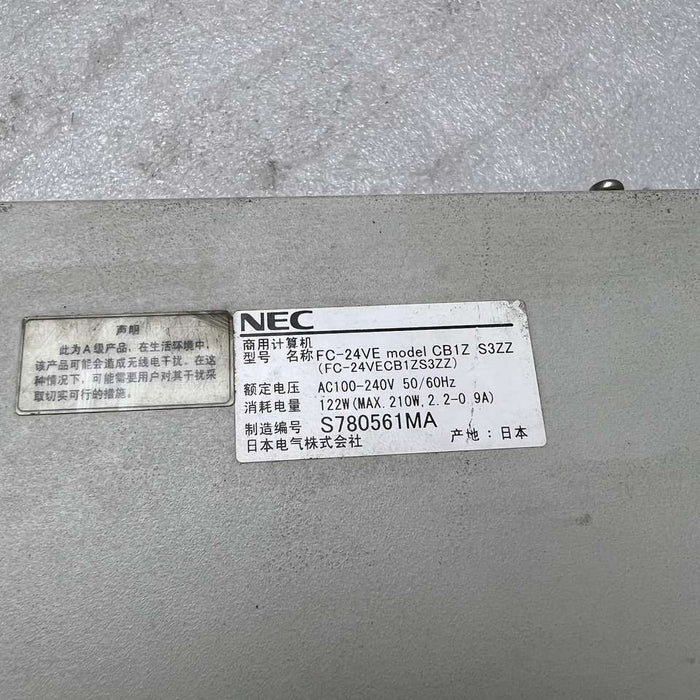 声明
此为A级产品，在生活环境中，
该产品可能会造成无线电干扰。在这
种情况下，可能需要用户对其干扰采
取切实可行的措施。
NEC
商用计算机
型号 名称 FC-24VE model CB1Z S3ZZ
(FC-24VECB1ZS3ZZ)
额定电压 AC100-240V 50/60Hz
消耗电量 122W(MAX. 210W, 2.2-0.9A)
制造编号 S780561MA
日本电气株式会社 产地：日本